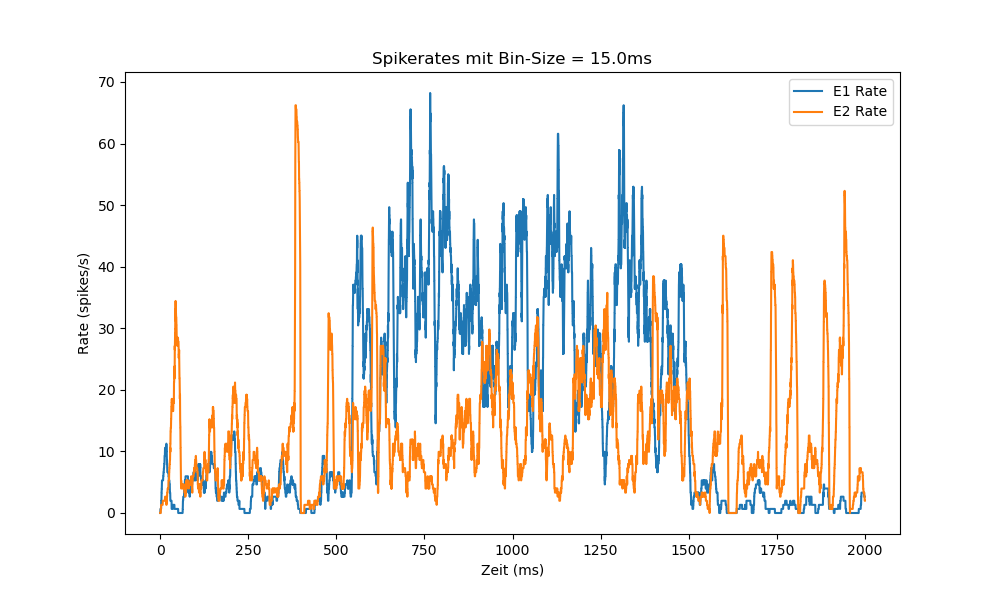 Spikerates mit Bin-Size = 15.0ms
E1 Rate
E2 Rate
70
60
50
40
30
20
10
0
Rate (spikes/s)
0 250 500 750 1000 1250 1500 1750 2000
Zeit (ms)